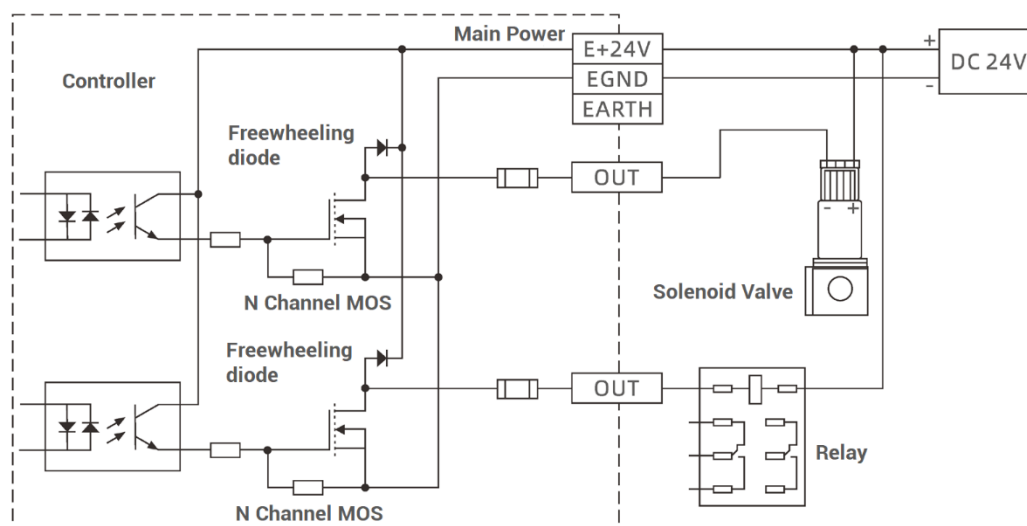 Main Power
E+24V
+
DC 24V
Controller
EGND
-
EARTH
Freewheeling
diode
OUT
- +
Solenoid Valve
N Channel MOS
Freewheeling
diode
OUT
Relay
N Channel MOS